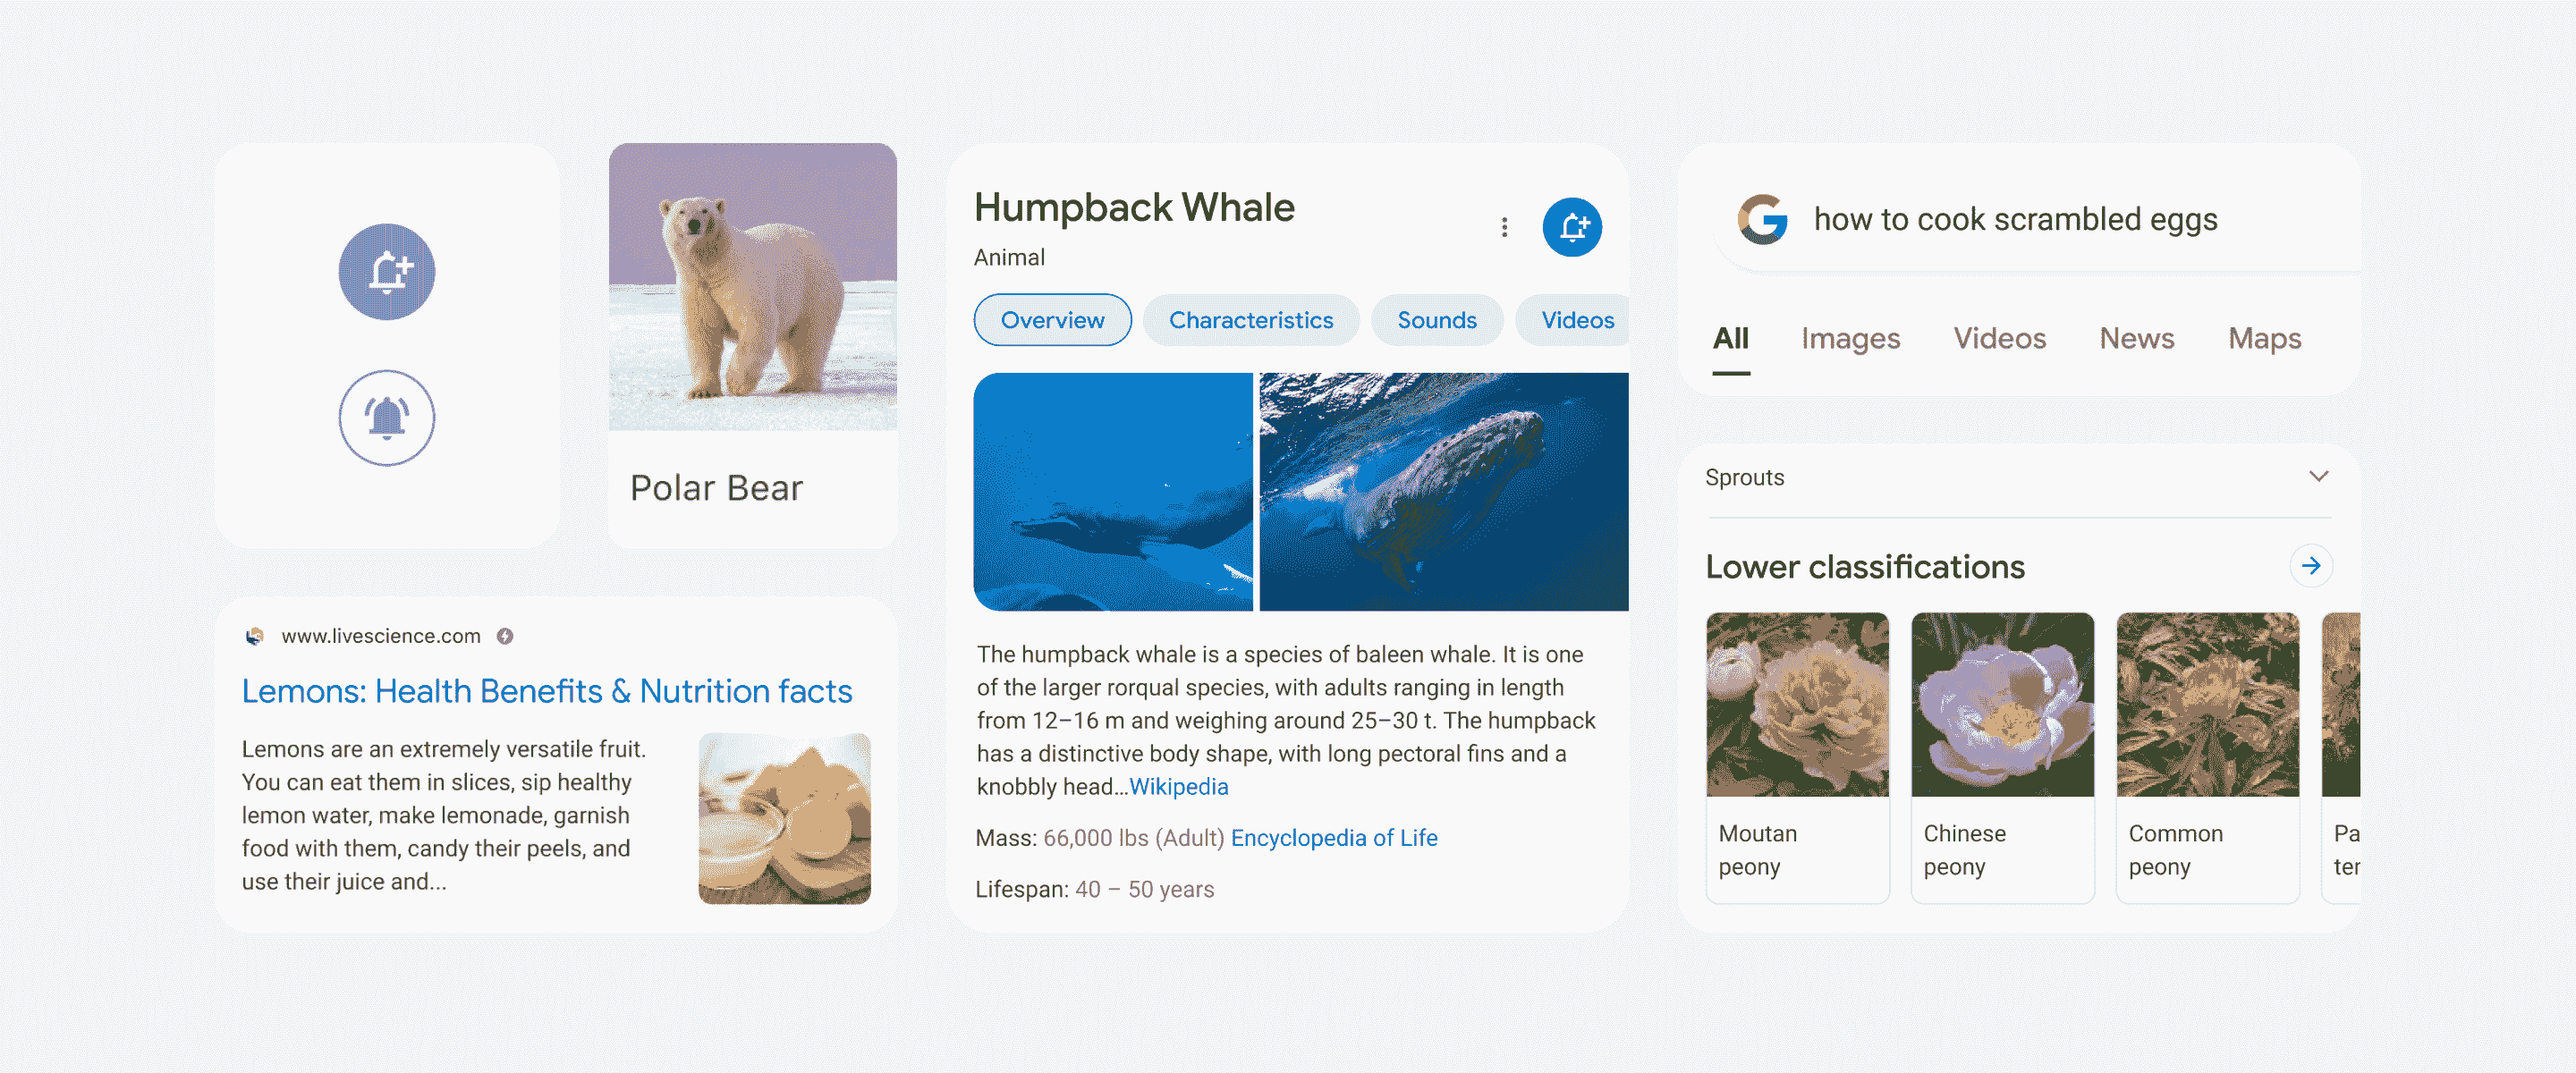 Polar Bear
www.livescience.com
Lemons: Health Benefits & Nutrition facts
Lemons are an extremely versatile fruit.
You can eat them in slices, sip healthy
lemon water, make lemonade, garnish
food with them, candy their peels, and
use their juice and...
Humpback Whale
Animal
Overview
Characteristics
Sounds
Videos
The humpback whale is a species of baleen whale. It is one
of the larger rorqual species, with adults ranging in length
from 12–16 m and weighing around 25–30 t. The humpback
has a distinctive body shape, with long pectoral fins and a
knobbly head...Wikipedia
Mass: 66,000 lbs (Adult) Encyclopedia of Life
Lifespan: 40 – 50 years
G how to cook scrambled eggs
All Images Videos News Maps
Sprouts
Lower classifications
Moutan
peony
Chinese
peony
Common
peony
Pa
ter